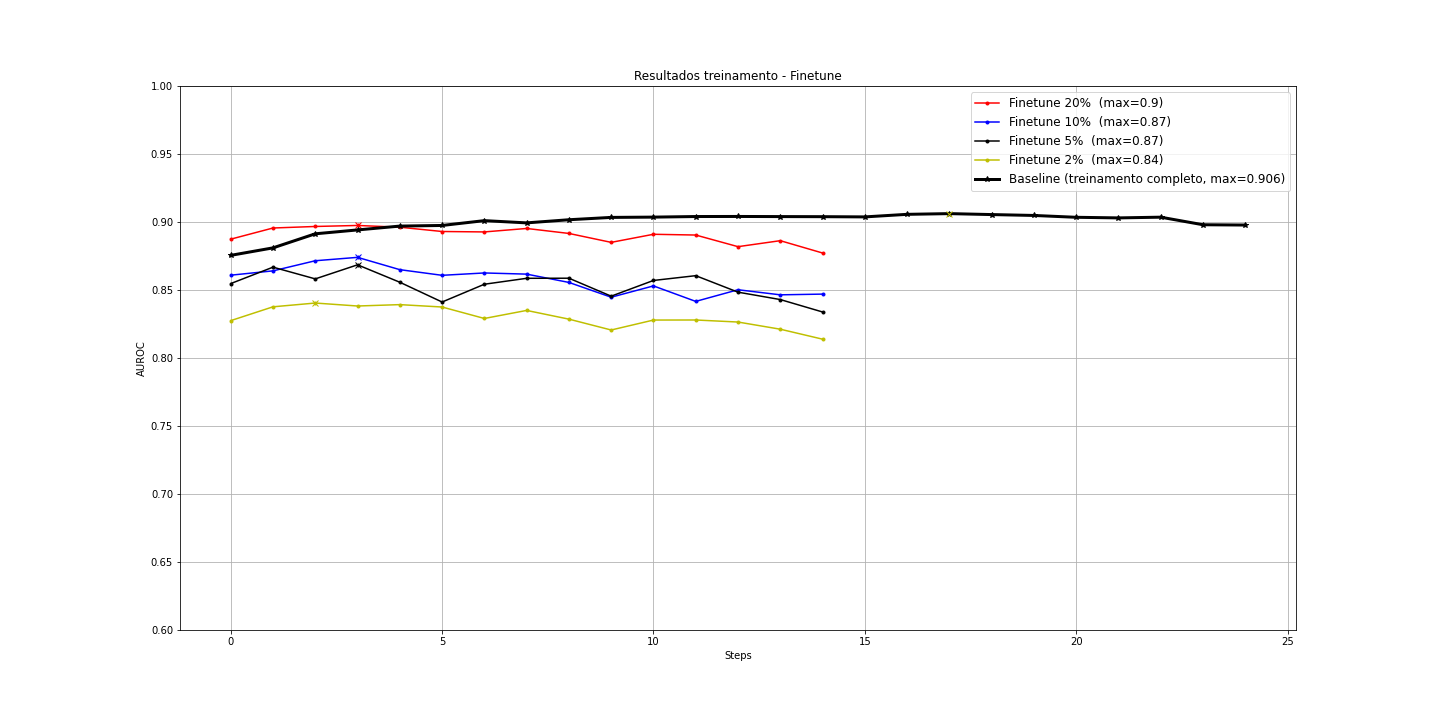 Resultados treinamento - Finetune
1.00
0.95
0.90
0.85
0.80
0.75
0.70
0.65
0.60
AUROC
Finetune 20%  (max=0.9)
Finetune 10%  (max=0.87)
Finetune 5%  (max=0.87)
Finetune 2%  (max=0.84)
Baseline (treinamento completo, max=0.906)
0 5 10 15 20 25
Steps